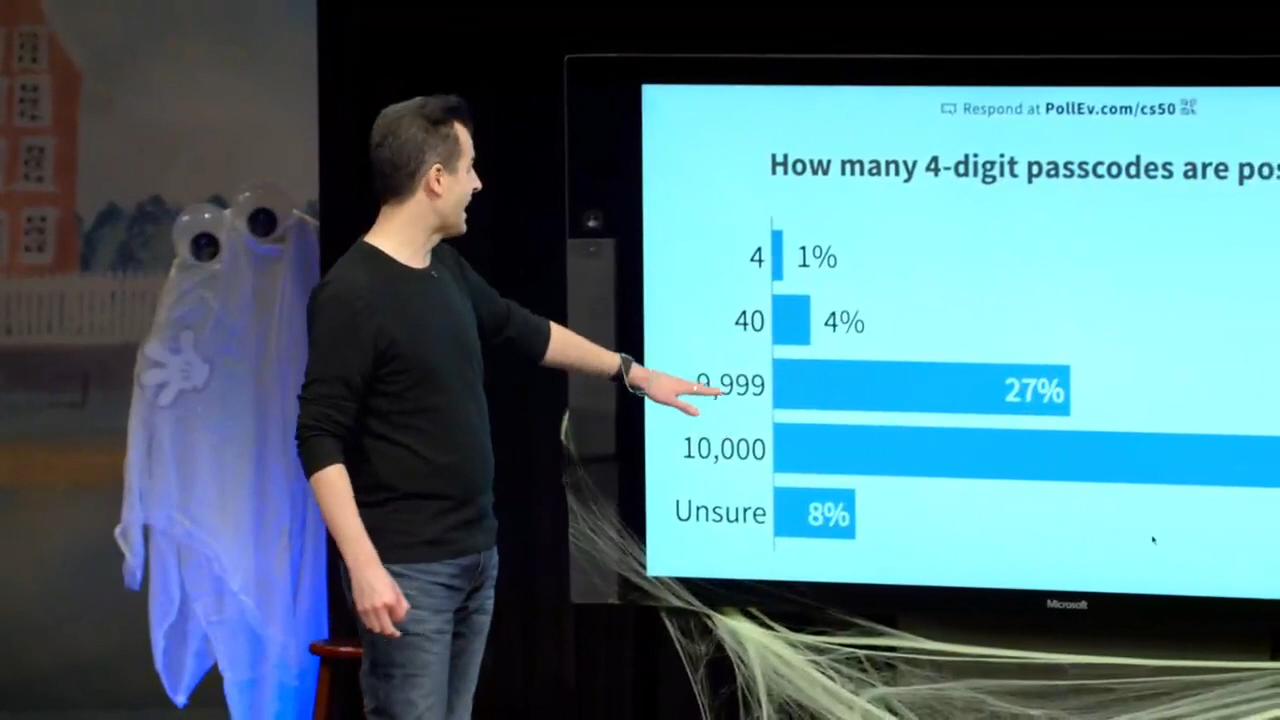 Respond at PollEv.com/cs50
How many 4-digit passcodes are pos
4 1%
40 4%
9,999 27%
10,000
Unsure 8%
Microsoft